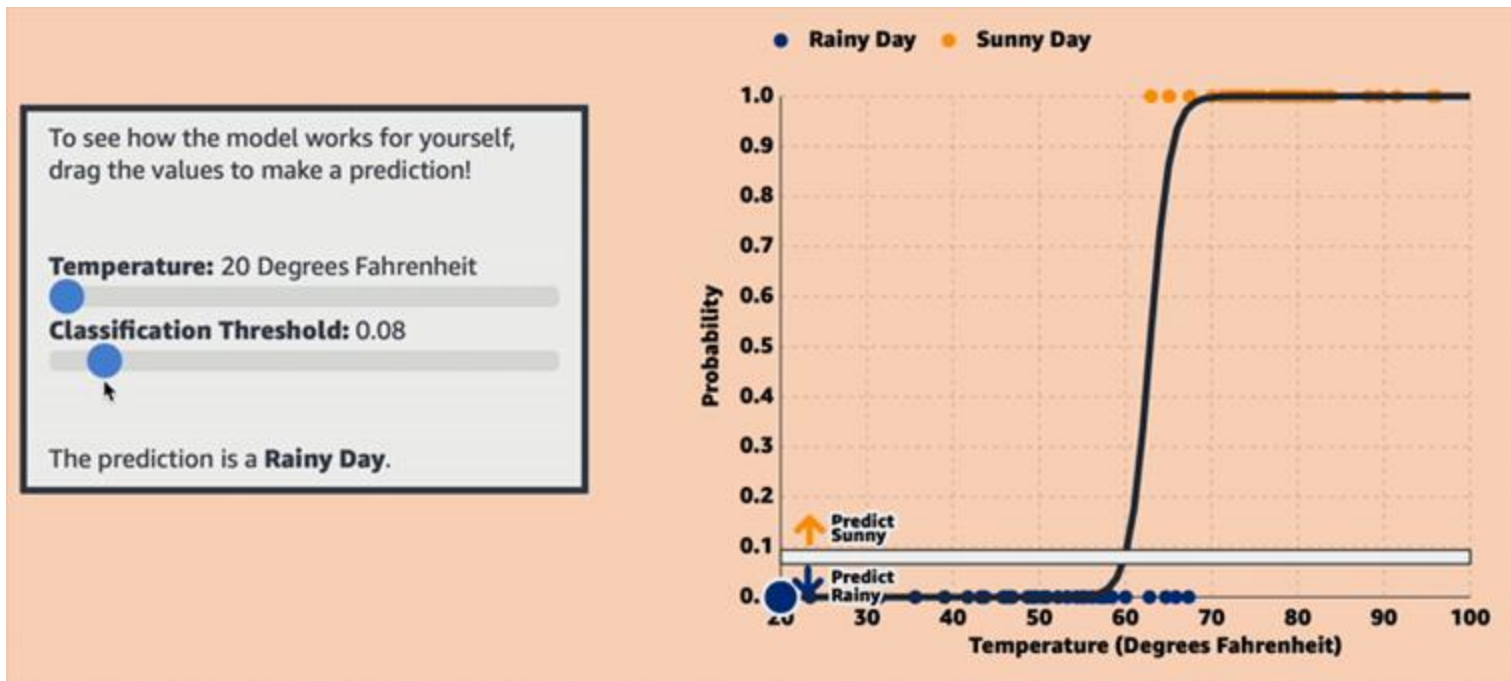 To see how the model works for yourself,
drag the values to make a prediction!
Temperature: 20 Degrees Fahrenheit
Classification Threshold: 0.08
The prediction is a Rainy Day.
Rainy Day Sunny Day
1.0
0.9
0.8
0.7
0.6
0.5
0.4
0.3
0.2
0.1
0.
Probability
Predict
Sunny
Predict
Rainy
20 30 40 50 60 70 80 90 100
Temperature (Degrees Fahrenheit)